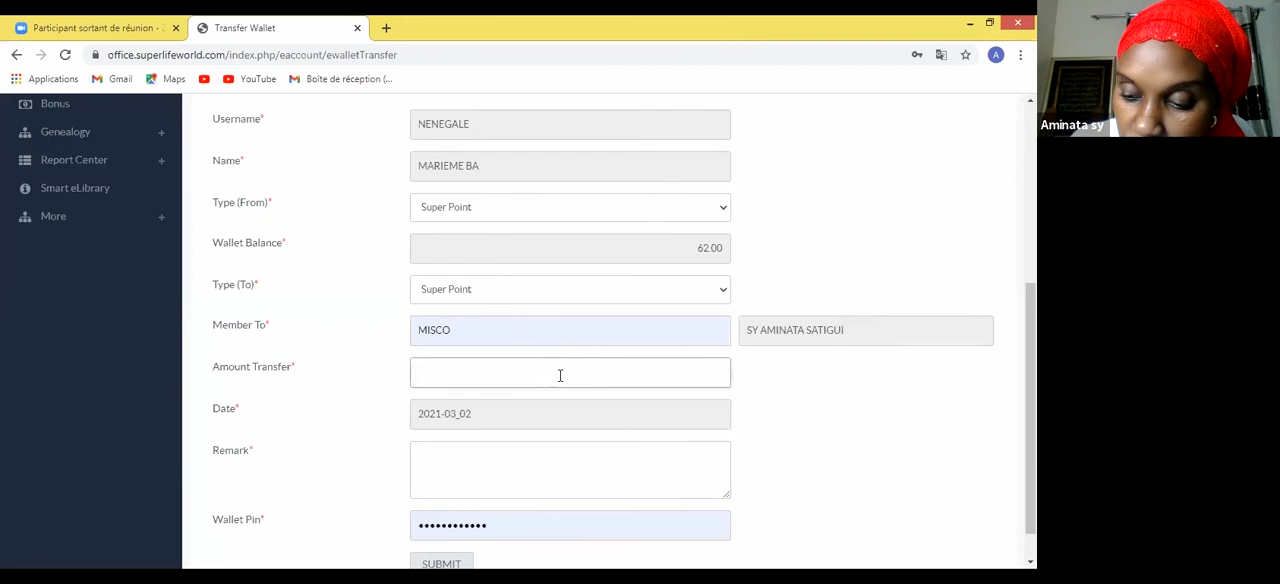 Participant sortant de réunion -
Transfer Wallet
office.superlifeworld.com/index.php/eaccount/ewalletTransfer
A
Applications
Gmail
Maps
YouTube
Boîte de réception (...
Aminata sy
Bonus
Genealogy +
Report Center +
Smart eLibrary
More +
Username* NENEGALE
Name* MARIEME BA
Type (From)* Super Point
Wallet Balance* 62.00
Type (To)* Super Point
Member To* MISCO SY AMINATA SATIGUI
Amount Transfer*
Date* 2021-03_02
Remark*
Wallet Pin* ••••••••••••
SUBMIT